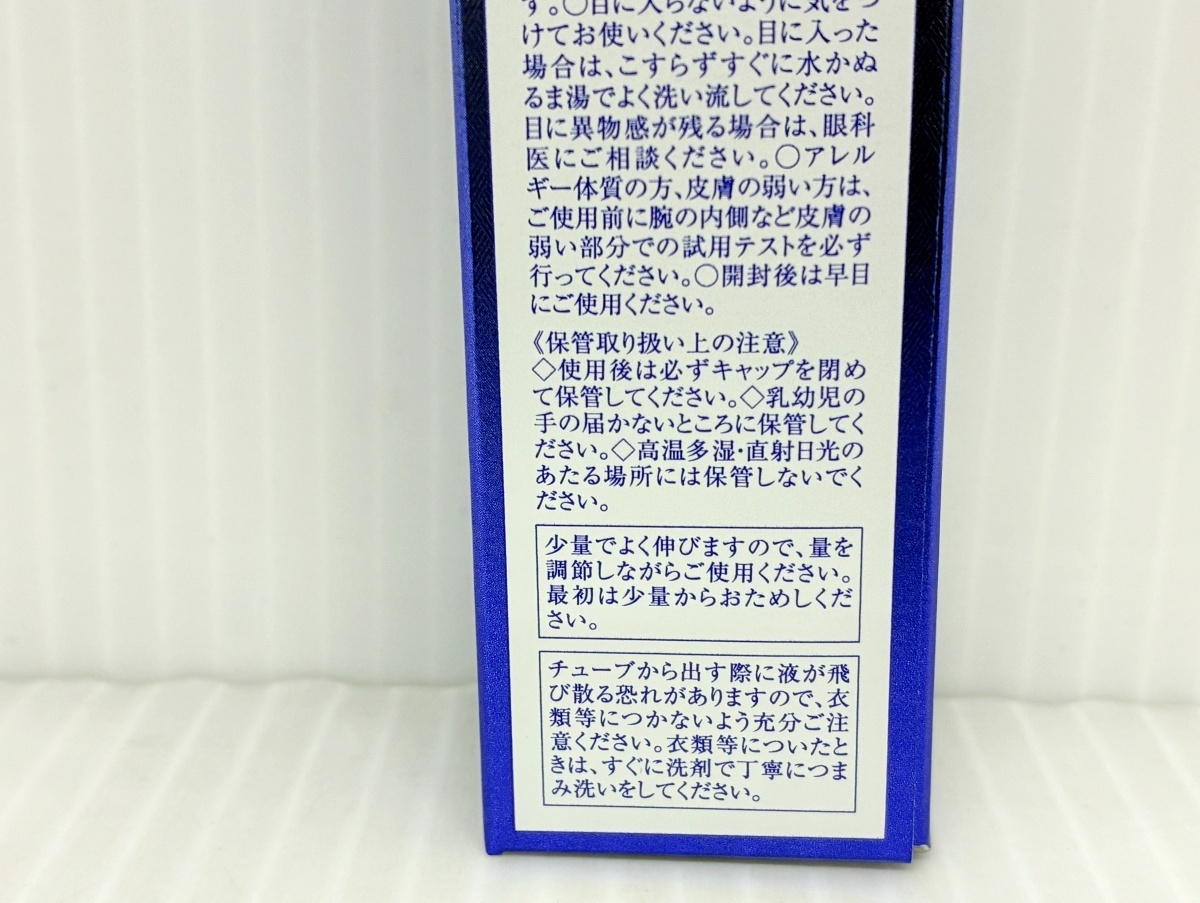 す。○目に入らないように気をつ
けてお使いください。目に入った
場合は、こすらずすぐに水かぬ
るま湯でよく洗い流してください。
目に異物感が残る場合は、眼科
医にご相談ください。○アレル
ギー体質の方、皮膚の弱い方は、
ご使用前に腕の内側など皮膚の
弱い部分での試用テストを必ず
行ってください。○開封後は早目
にご使用ください。
《保管取り扱い上の注意》
◇使用後は必ずキャップを閉め
て保管してください。◇乳幼児の
手の届かないところに保管してく
ださい。◇高温多湿・直射日光の
あたる場所には保管しないでく
ださい。
少量でよく伸びますので、量を
調節しながらご使用ください。
最初は少量からおためしくだ
さい。
チューブから出す際に液が飛
び散る恐れがありますので、衣
類等につかないよう充分ご注
意ください。衣類等についたと
きは、すぐに洗剤で丁寧につま
み洗いをしてください。